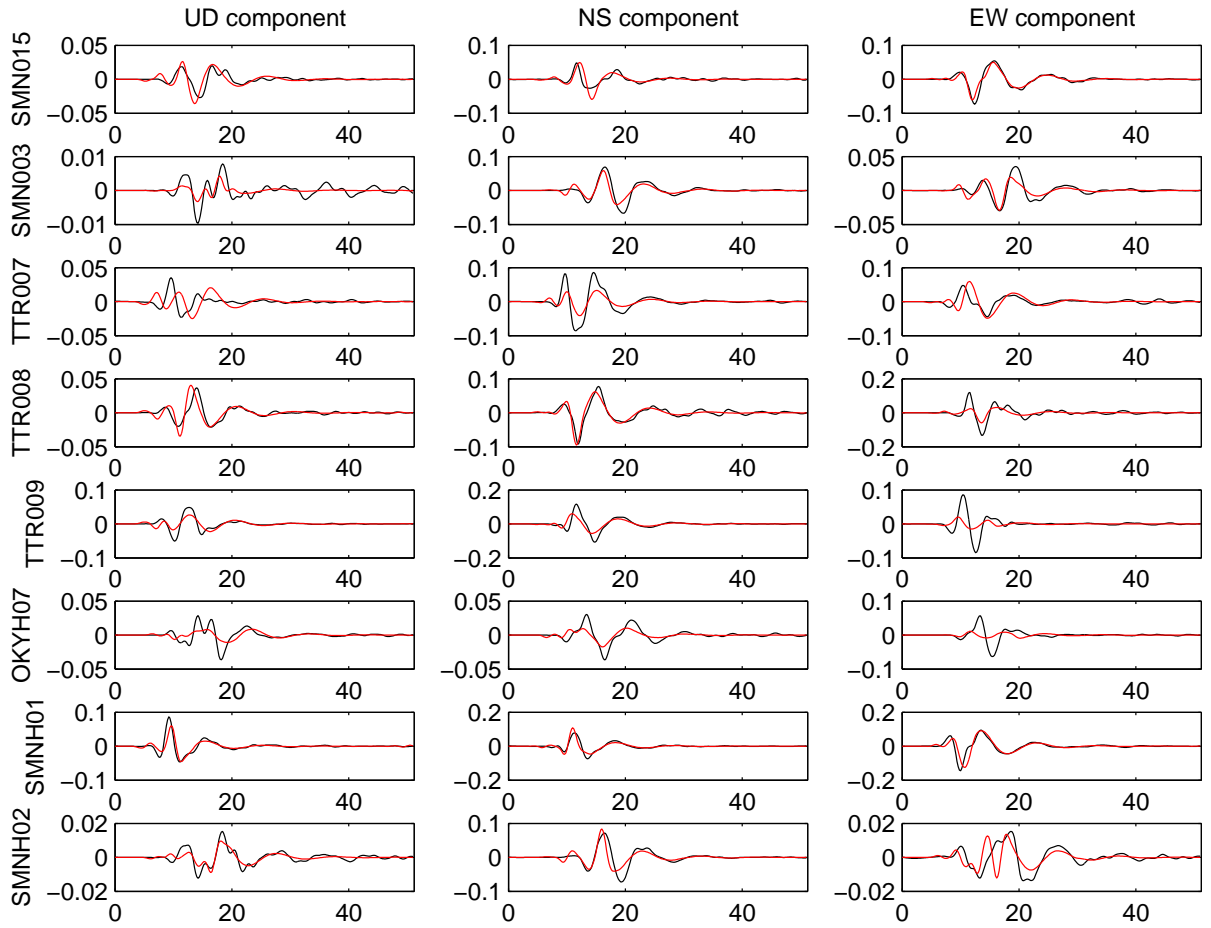 UD component NS component EW component
SMN015
0.05 0.1 0.1
0 0 0
−0.05 −0.1 −0.1
0 20 40 0 20 40 0 20 40
SMN003
0.01 0.1 0.05
0 0 0
−0.01 −0.1 −0.05
0 20 40 0 20 40 0 20 40
TTR007
0.05 0.1 0.1
0 0 0
−0.05 −0.1 −0.1
0 20 40 0 20 40 0 20 40
TTR008
0.05 0.1 0.2
0 0 0
−0.05 −0.1 −0.2
0 20 40 0 20 40 0 20 40
TTR009
0.1 0.2 0.1
0 0 0
−0.1 −0.2 −0.1
0 20 40 0 20 40 0 20 40
OKYH07
0.05 0.05 0.1
0 0 0
−0.05 −0.05 −0.1
0 20 40 0 20 40 0 20 40
SMNH01
0.1 0.2 0.2
0 0 0
−0.1 −0.2 −0.2
0 20 40 0 20 40 0 20 40
SMNH02
0.02 0.1 0.02
0 0 0
−0.02 −0.1 −0.02
0 20 40 0 20 40 0 20 40